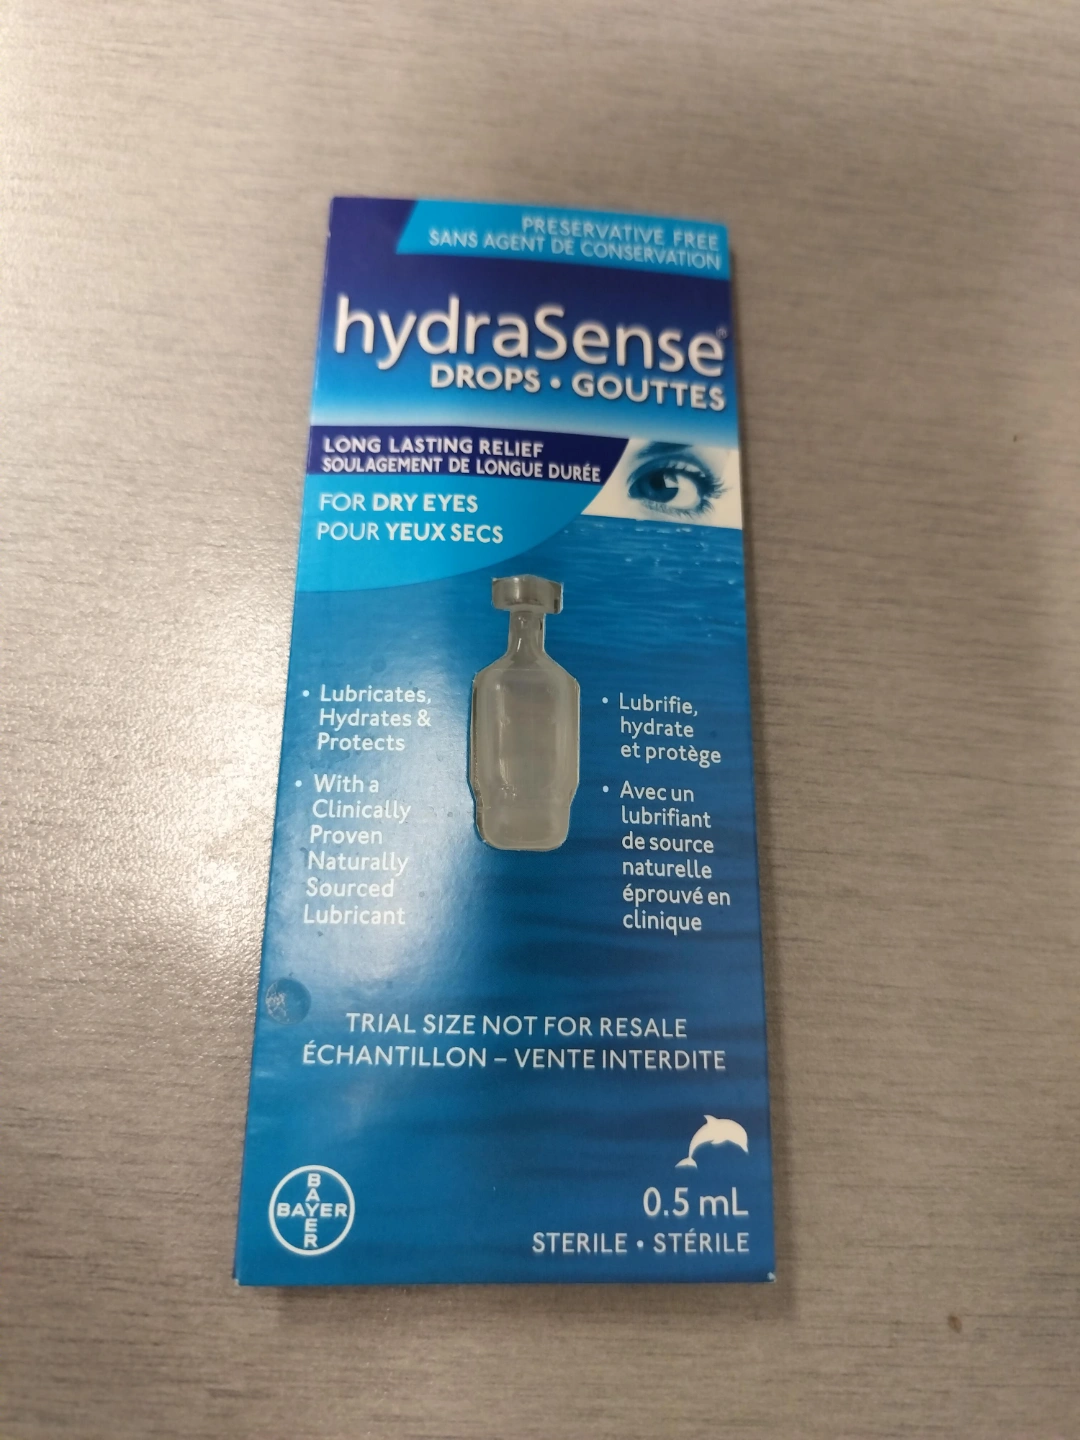 PRESERVATIVE FREE
SANS AGENT DE CONSERVATION
hydraSense®
DROPS • GOUTTES
LONG LASTING RELIEF
SOULAGEMENT DE LONGUE DURÉE
FOR DRY EYES
POUR YEUX SECS
• Lubricates,
Hydrates &
Protects
• With a
Clinically
Proven
Naturally
Sourced
Lubricant
• Lubrifie,
hydrate
et protège
• Avec un
lubrifiant
de source
naturelle
éprouvé en
clinique
TRIAL SIZE NOT FOR RESALE
ÉCHANTILLON – VENTE INTERDITE
BAYER
BAYER
0.5 mL
STERILE • STÉRILE